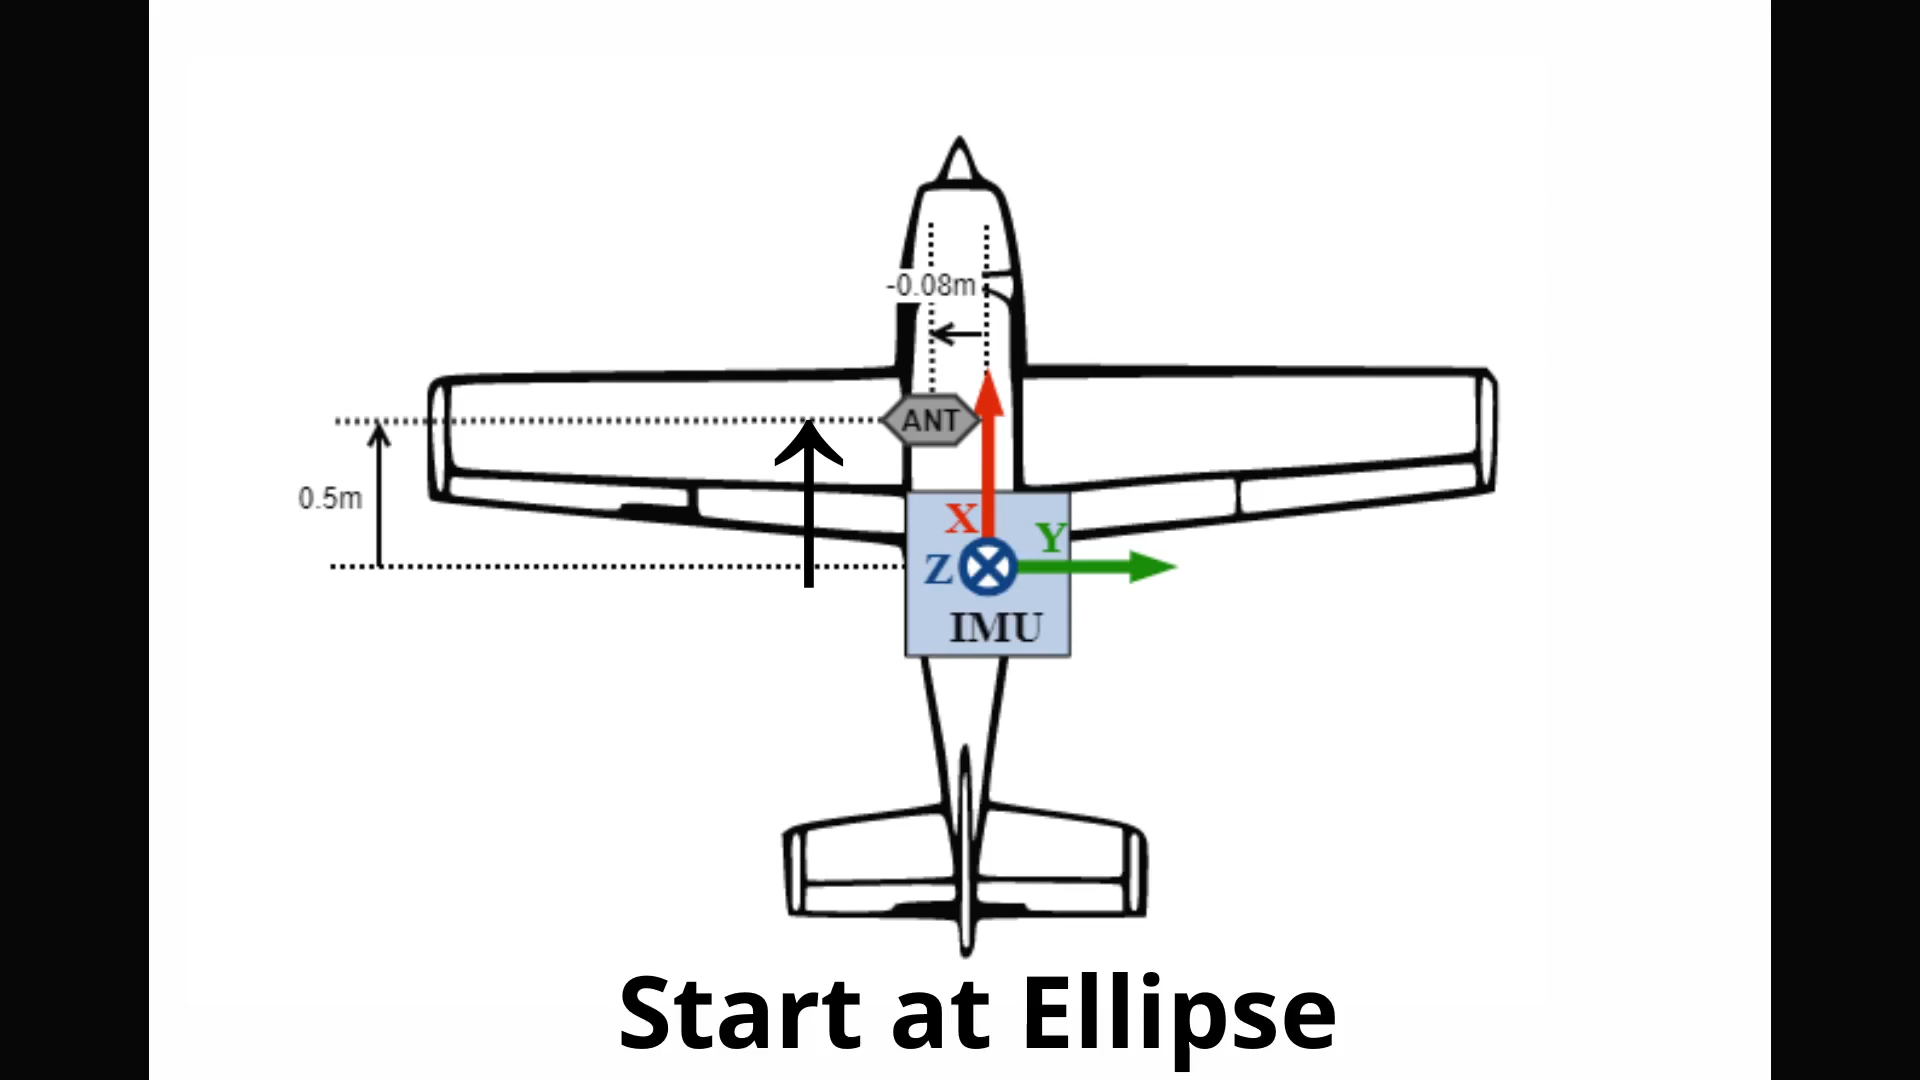 -0.08m
ANT
0.5m
X
Y
Z
IMU
Start at Ellipse